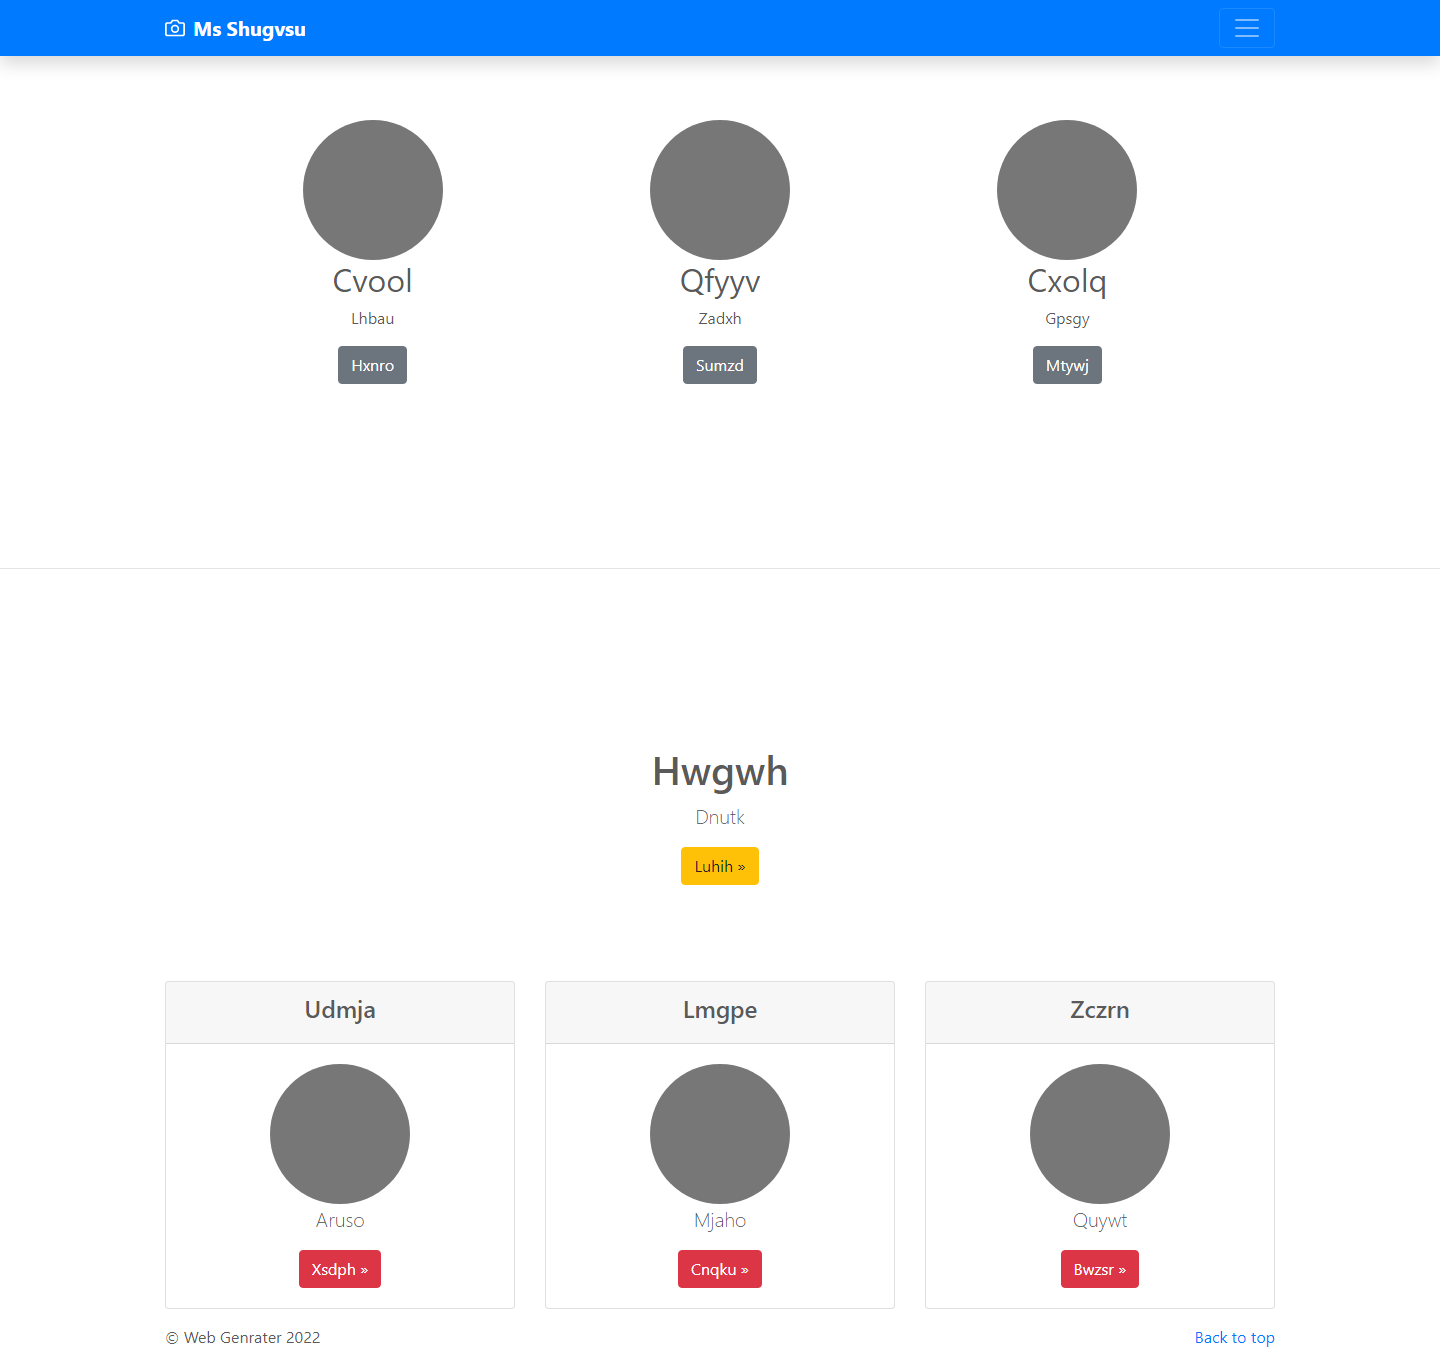 Ms Shugvsu
Cvool
Lhbau
Hxnro
Qfyyv
Zadxh
Sumzd
Cxolq
Gpsgy
Mtywj
Hwgwh
Dnutk
Luhih »
Udmja
Aruso
Xsdph »
Lmgpe
Mjaho
Cnqku »
Zczrn
Quywt
Bwzsr »
© Web Genrater 2022
Back to top